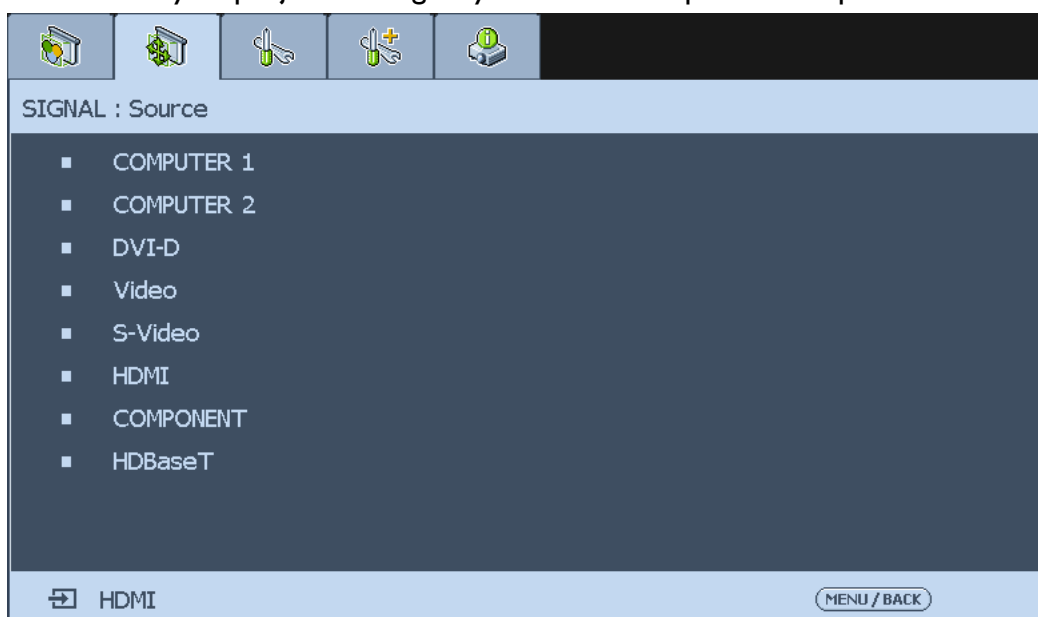 SIGNAL : Source
COMPUTER 1
COMPUTER 2
DVI-D
Video
S-Video
HDMI
COMPONENT
HDBaseT
HDMI
MENU / BACK